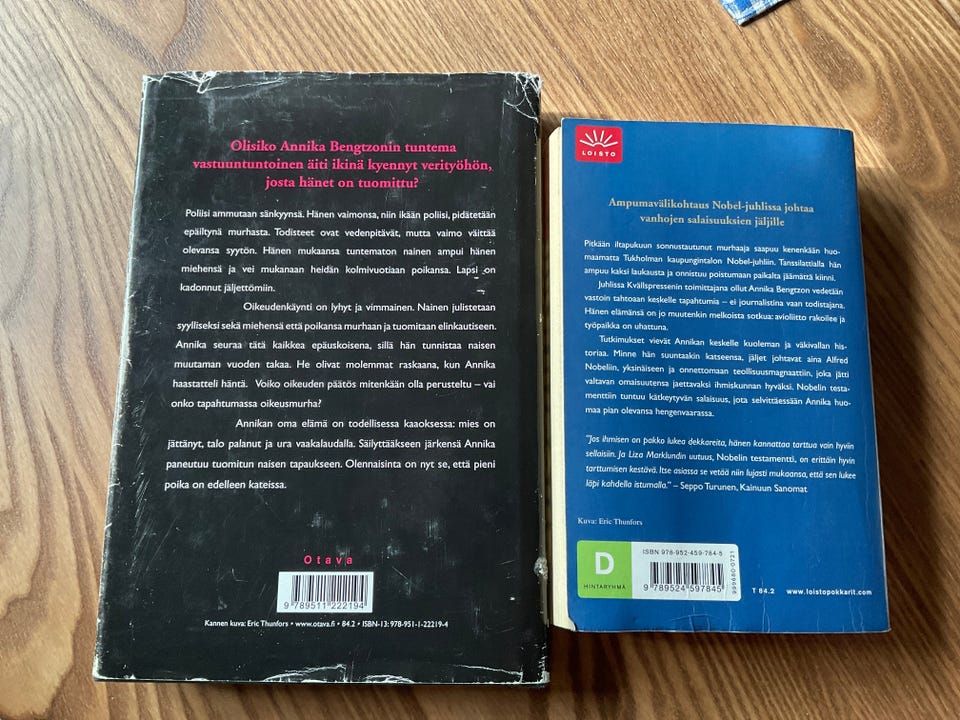 Olisiko Annika Bengtzonin tuntema
vastuuntuntoinen äiti ikinä kyennyt verityöhön,
josta hänet on tuomittu?
Poliisi ammutaan sänkyynsä. Hänen vaimonsa, niin ikään poliisi, pidätetään
epäiltynä murhasta. Todisteet ovat vedenpitävät, mutta vaimo väittää
olevansa syytön. Hänen mukaansa tuntematon nainen ampui hänen
miehensä ja vei mukanaan heidän kolmivuotiaan poikansa. Lapsi on
kadonnut jäljettömiin.
Oikeudenkäynti on lyhyt ja vimmainen. Nainen julistetaan
syylliseksi sekä miehensä että poikansa murhaan ja tuomitaan elinkautiseen.
Annika seuraa tätä kaikkea epäuskoisena, sillä hän tunnistaa naisen
muutaman vuoden takaa. He olivat molemmat raskaana, kun Annika
haastatteli häntä. Voiko oikeuden päätös mitenkään olla perusteltu – vai
onko tapahtumassa oikeusmurha?
Annikan oma elämä on todellisessa kaaoksessa: mies on
jättänyt, talo palanut ja ura vaakalaudalla. Säilyttääkseen järkensä Annika
paneutuu tuomitun naisen tapaukseen. Olennaisinta on nyt se, että pieni
poika on edelleen kateissa.
Otava
9 789511 222194
Kannen kuva: Eric Thunfors • www.otava.fi • 84.2 • ISBN-13: 978-951-1-22219-4
LOISTO
Ampumavälikohtaus Nobel-juhlissa johtaa
vanhojen salaisuuksien jäljille
Pitkään iltapukuun sonnustautunut murhaaja saapuu kenenkään huo-
maamatta Tukholman kaupungintalon Nobel-juhliin. Tanssilattialla hän
ampuu kaksi laukausta ja onnistuu poistumaan paikalta jäämättä kiinni.
Juhlissa Kvällspressenin toimittajana ollut Annika Bengtzon vedetään
vastoin tahtoaan keskelle tapahtumia – ei journalistina vaan todistajana.
Hänen elämänsä on jo muutenkin melkoista sotkua: avioliitto rakoilee ja
työpaikka on uhattuna.
Tutkimukset vievät Annikan keskelle kuoleman ja väkivallan his-
toriaa. Minne hän suuntaakin katseensa, jäljet johtavat aina Alfred
Nobeliin, yksinäiseen ja onnettomaan teollisuusmagnaattiin, joka jätti
valtavan omaisuutensa jaettavaksi ihmiskunnan hyväksi. Nobelin testa-
menttiin tuntuu kätkeytyvän salaisuus, jota selvittäessään Annika huo-
maa pian olevansa hengenvaarassa.
"Jos ihmisen on pakko lukea dekkareita, hänen kannattaa tarttua vain hyviin
sellaisiin. Ja Liza Marklundin uutuus, Nobelin testamentti, on erittäin hyvin
tarttumisen kestävä. Itse asiassa se vetää niin lujasti mukaansa, että sen lukee
läpi kahdella istumalla." – Seppo Turunen, Kainuun Sanomat
Kuva: Eric Thunfors
D
HINTARYHMÄ
ISBN 978-952-459-784-5
9 789524 597845
999680-0721
T 84.2 www.loistopokkarit.com